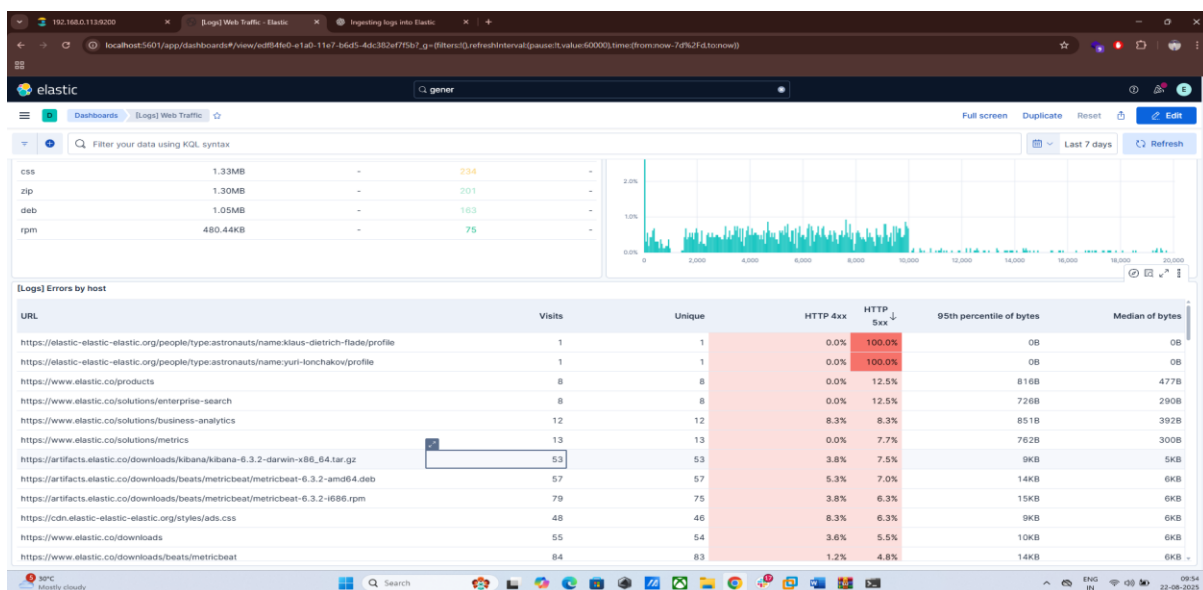 192.168.0.113:9200 × [Logs] Web Traffic - Elastic × Ingesting logs into Elastic × +
localhost:5601/app/dashboards#/view/edf84fe0-e1a0-11e7-b6d5-4dc382ef7f5b?_g=(filters:!(),refreshInterval:(pause:!t,value:60000),time:(from:now-7d%2Fd,to:now))
elastic gener E
D Dashboards [Logs] Web Traffic Full screen Duplicate Reset Edit
Filter your data using KQL syntax Last 7 days Refresh
css 1.33MB - 234 -
zip 1.30MB - 201 -
deb 1.05MB - 163 -
rpm 480.44KB - 75 -
2.0%
1.0%
0.0%
0 2,000 4,000 6,000 8,000 10,000 12,000 14,000 16,000 18,000 20,000
[Logs] Errors by host
URL Visits Unique HTTP 4xx HTTP 5xx ↓ 95th percentile of bytes Median of bytes
https://elastic-elastic-elastic.org/people/type:astronauts/name:klaus-dietrich-flade/profile 1 1 0.0% 100.0% 0B 0B
https://elastic-elastic-elastic.org/people/type:astronauts/name:yuri-lonchakov/profile 1 1 0.0% 100.0% 0B 0B
https://www.elastic.co/products 8 8 0.0% 12.5% 816B 477B
https://www.elastic.co/solutions/enterprise-search 8 8 0.0% 12.5% 726B 290B
https://www.elastic.co/solutions/business-analytics 12 12 8.3% 8.3% 851B 392B
https://www.elastic.co/solutions/metrics 13 13 0.0% 7.7% 762B 300B
https://artifacts.elastic.co/downloads/kibana/kibana-6.3.2-darwin-x86_64.tar.gz 53 53 3.8% 7.5% 9KB 5KB
https://artifacts.elastic.co/downloads/beats/metricbeat/metricbeat-6.3.2-amd64.deb 57 57 5.3% 7.0% 14KB 6KB
https://artifacts.elastic.co/downloads/beats/metricbeat/metricbeat-6.3.2-i686.rpm 79 75 3.8% 6.3% 15KB 6KB
https://cdn.elastic-elastic-elastic.org/styles/ads.css 48 46 8.3% 6.3% 9KB 6KB
https://www.elastic.co/downloads 55 54 3.6% 5.5% 10KB 6KB
https://www.elastic.co/downloads/beats/metricbeat 84 83 1.2% 4.8% 14KB 6KB
30°C Search ENG 09:54
Mostly cloudy IN 22-08-2025